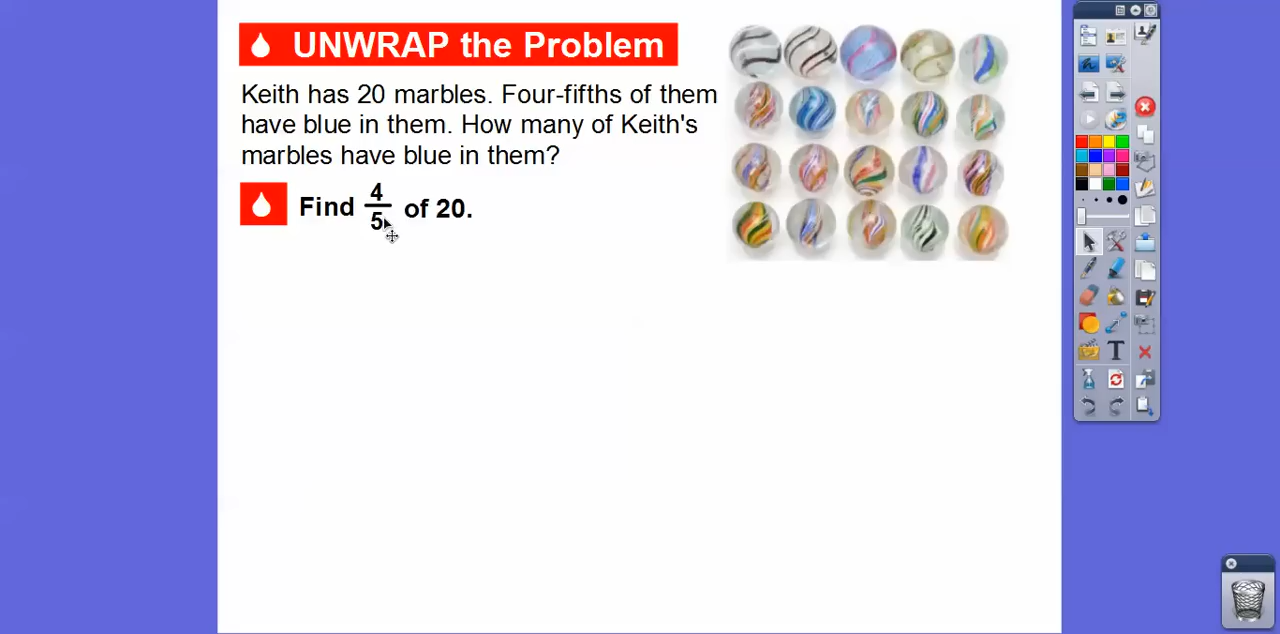 UNWRAP the Problem
Keith has 20 marbles. Four-fifths of them
have blue in them. How many of Keith's
marbles have blue in them?
Find 4/5 of 20.
T